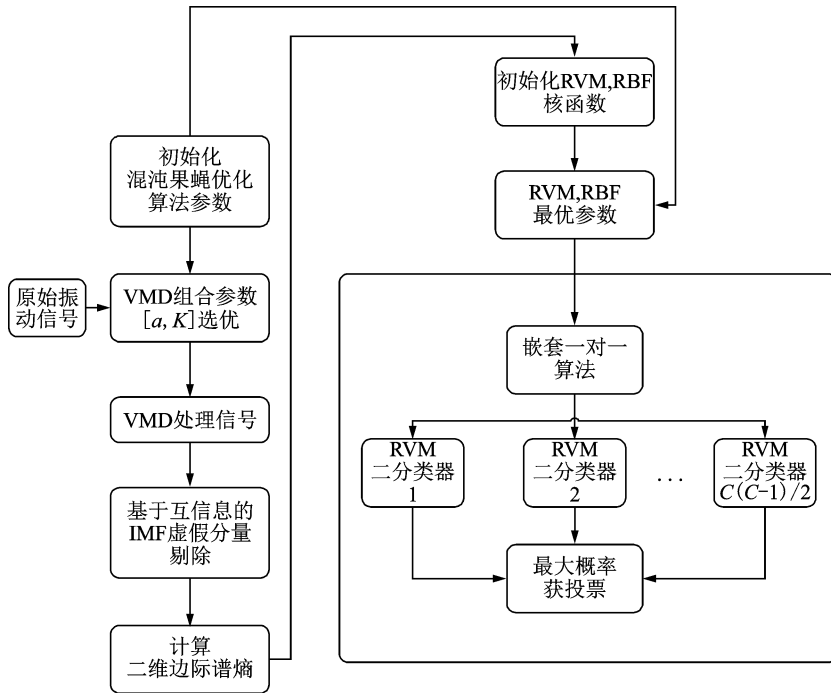 初始化
混沌果蝇优化
算法参数
原始振
动信号
VMD组合参数
[a, K]选优
VMD处理信号
基于互信息的
IMF虚假分量
剔除
计算
二维边际谱熵
初始化RVM,RBF
核函数
RVM,RBF
最优参数
嵌套一对一
算法
RVM
二分类器
1
RVM
二分类器
2
...
RVM
二分类器
C(C-1)/2
最大概率
获投票